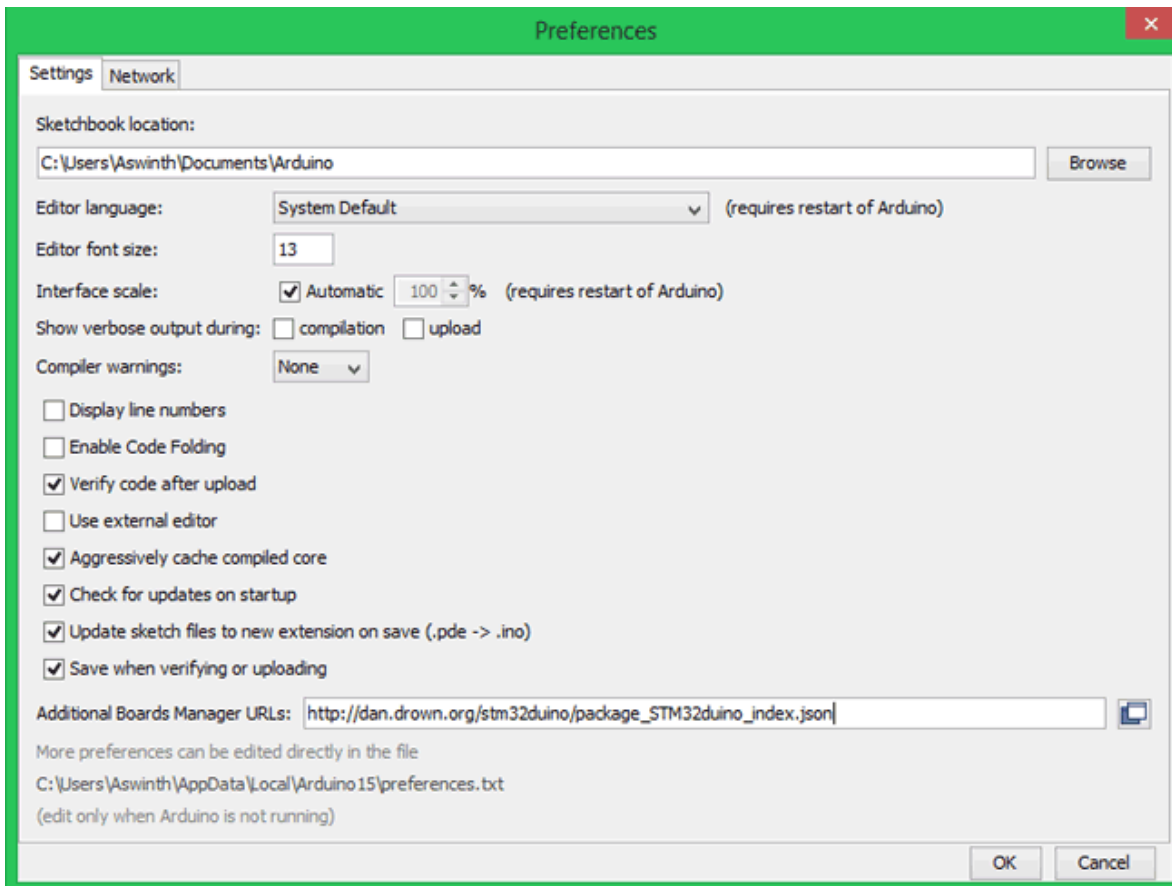 Preferences
Settings Network
Sketchbook location:
C:\Users\Aswinth\Documents\Arduino Browse
Editor language: System Default (requires restart of Arduino)
Editor font size: 13
Interface scale: Automatic 100 % (requires restart of Arduino)
Show verbose output during: compilation upload
Compiler warnings: None
Display line numbers
Enable Code Folding
Verify code after upload
Use external editor
Aggressively cache compiled core
Check for updates on startup
Update sketch files to new extension on save (.pde -> .ino)
Save when verifying or uploading
Additional Boards Manager URLs: http://dan.drown.org/stm32duino/package_STM32duino_index.json
More preferences can be edited directly in the file
C:\Users\Aswinth\AppData\Local\Arduino15\preferences.txt
(edit only when Arduino is not running)
OK Cancel